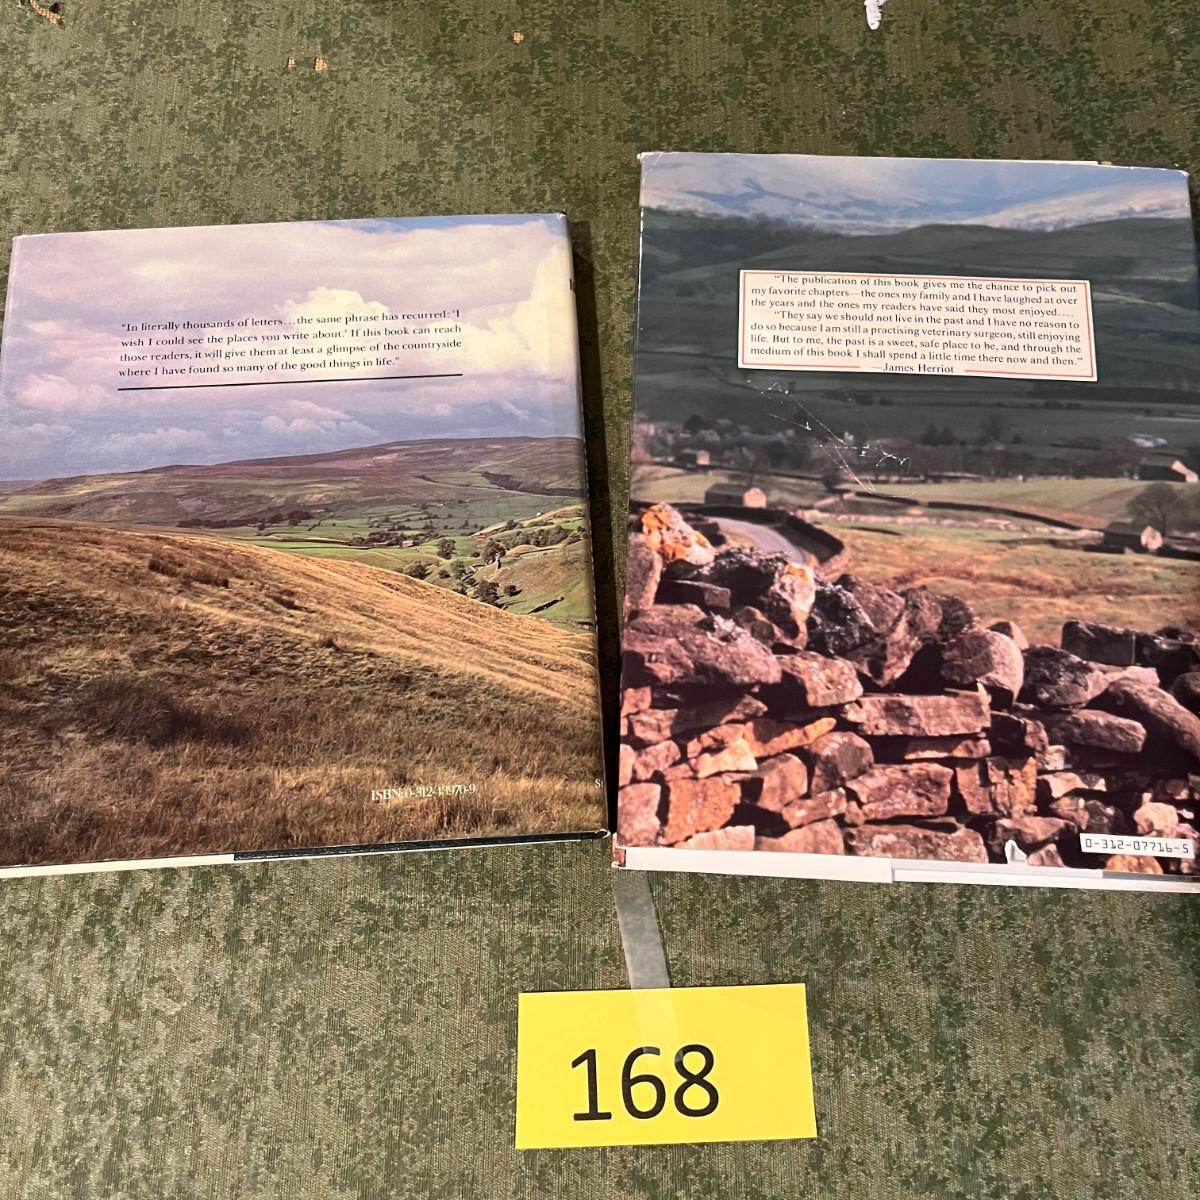 "In literally thousands of letters...the same phrase has recurred: 'I
wish I could see the places you write about.' If this book can reach
those readers, it will give them at least a glimpse of the countryside
where I have found so many of the good things in life."
ISBN 0-312-43970-9
"The publication of this book gives me the chance to pick out
my favorite chapters—the ones my family and I have laughed at over
the years and the ones my readers have said they most enjoyed....
"They say we should not live in the past and I have no reason to
do so because I am still a practising veterinary surgeon, still enjoying
life. But to me, the past is a sweet, safe place to be, and through the
medium of this book I shall spend a little time there now and then."
—James Herriot
0-312-07716-5
168